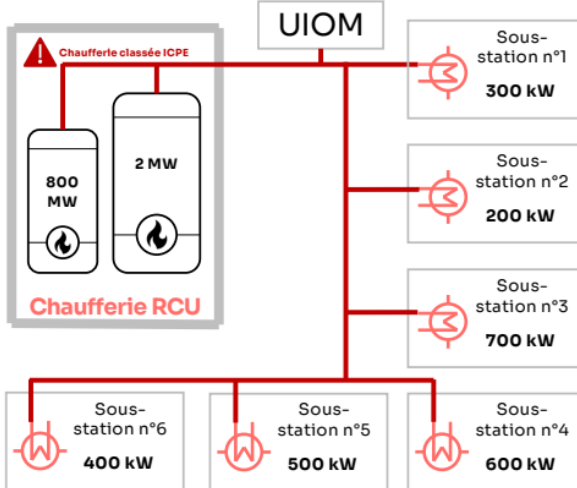 UIOM
Chaufferie classée ICPE
800
MW
2 MW
Chaufferie RCU
Sous-
station n°1
300 kW
Sous-
station n°2
200 kW
Sous-
station n°3
700 kW
Sous-
station n°6
400 kW
Sous-
station n°5
500 kW
Sous-
station n°4
600 kW